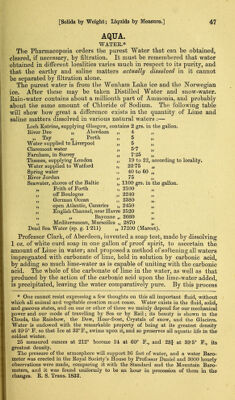 [Solids by Weight; Liquids by Measure.] 47
AQUA.
WATER.*
The Pharmacopœia orders the purest Water that can be obtained,
cleared, if necessary, by filtration. It must be remembered that water
obtained in different localities varies much in respect to its purity, and
that the earthy and saline matters actually dissolved in it cannot
be separated by filtration alone.
The purest water is from the Wenham Lake ice and the Norwegian
ice. After these may be taken Distilled Water and snow-water.
Rain-water contains about a millionth part of Ammonia, and probably
about the same amount of Chloride of Sodium. The following table
will show how great a difference exists in the quantity of Lime and
saline matters dissolved in various natural waters:—
Loch Katrine, supplying Glasgow, contains 2 grs. in the gallon.
River Dee „ Aberdeen „ 4 „
„ Tay „ Perth „ 5 „
Water supplied to Liverpool „ 5 „
Claremont water „ 5·7 „
Farnham, in Surrey „ 7·25 „
Thames, supplying London „ 19 to 22, according to locality.
Water supplied to Watford „ 20·75 „
Spring water „ 40 to 60 „
River Jordan „ 75 „
Seawater, shores of the Baltic „ 1100 grs. in the gallon.
„ Frith of Forth „ 2100 „
„ off Boulogne „ 2240 „
„ German Ocean „ 2380 „
„ open Atlantic, Canaries „ 2450 „
„ English Channel, near Havre 2520 „
„ Bayonne 2660 „
„ Mediterranean, Marseilles „ 2870 „
Dead Sea Water (sp. g. 1·211) „ 17200 (Marcet).
Professor Clark, of Aberdeen, invented a soap test, made by dissolving
1 oz. of white curd soap in one gallon of proof spirit, to ascertain the
amount of Lime in water; and proposed a method of softening all waters
impregnated with carbonate of lime, held in solution by carbonic acid,
by adding so much lime-water as is capable of uniting with the carbonic
acid. The whole of the carbonate of lime in the water, as well as that
produced by the action of the carbonic acid upon the lime-water added,
is precipitated, leaving the water comparatively pure. By this process
* One cannot resist expressing a few thoughts on this all important fluid, without
which all animal and vegetable creation must cease. Water exists in the fluid, solid,
and gaseous state, and on one or other of these we mainly depend for our mechanical
power and our mode of travelling by Sea or by Rail; its beauty is shown in the
Clouds, the Rainbow, the Dew, Hoar-frost, Crystals of snow, and the Glaciers.
Water is endowed with the remarkable property of being at its greatest density
at 39·5° F. so that Ice at 32° F., swims upon it, and so preserves all aquatic life in the
coldest winter.
25 measured ounces at 212° become 24 at 60° F., and 23¾ at 39·5° F., its
greatest density.
The pressure of the atmosphere will support 36 feet of water, and a water Baro-
meter was erected in the Royal Society's House by Professor Daniel and 3000 hourly
observations were made, comparing it with the Standard and the Mountain Baro-
meters, and it was found uniformly to be an hour in precession of them in the
changes. R. S. Trans. 1832.